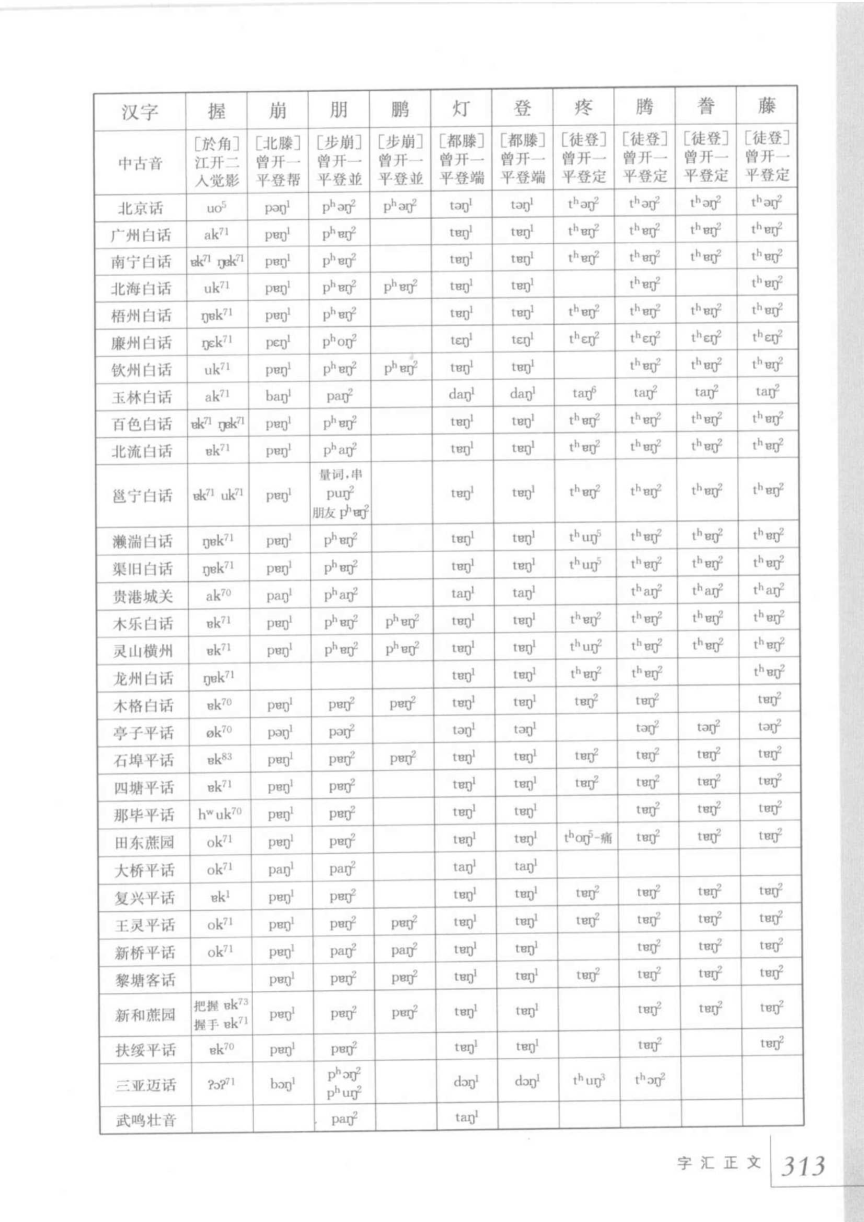 汉字 握 崩 朋 鹏 灯 登 疼 腾 誊 藤
中古音 [於角]江开二入觉影 [北滕]曾开一平登帮 [步崩]曾开一平登並 [步崩]曾开一平登並 [都滕]曾开一平登端 [都滕]曾开一平登端 [徒登]曾开一平登定 [徒登]曾开一平登定 [徒登]曾开一平登定 [徒登]曾开一平登定
北京话 uo⁵ pəŋ¹ pʰəŋ² pʰəŋ² təŋ¹ təŋ¹ tʰəŋ² tʰəŋ² tʰəŋ² tʰəŋ²
广州白话 ak⁷¹ pɐŋ¹ pʰɐŋ² tɐŋ¹ tɐŋ¹ tʰɐŋ² tʰɐŋ² tʰɐŋ² tʰɐŋ²
南宁白话 ɐk⁷¹ ŋɐk⁷¹ pɐŋ¹ pʰɐŋ² tɐŋ¹ tɐŋ¹ tʰɐŋ² tʰɐŋ² tʰɐŋ² tʰɐŋ²
北海白话 uk⁷¹ pɐŋ¹ pʰɐŋ² pʰɐŋ² tɐŋ¹ tɐŋ¹ tʰɐŋ² tʰɐŋ²
梧州白话 ŋɐk⁷¹ pɐŋ¹ pʰɐŋ² tɐŋ¹ tɐŋ¹ tʰɐŋ² tʰɐŋ² tʰɐŋ² tʰɐŋ²
廉州白话 ŋɛk⁷¹ pɛŋ¹ pʰoŋ² tɛŋ¹ tɛŋ¹ tʰɛŋ² tʰɛŋ² tʰɛŋ² tʰɛŋ²
钦州白话 uk⁷¹ pɐŋ¹ pʰɐŋ² pʰɐŋ² tɐŋ¹ tɐŋ¹ tʰɐŋ² tʰɐŋ² tʰɐŋ²
玉林白话 ak⁷¹ baŋ¹ paŋ² daŋ¹ daŋ¹ taŋ⁶ taŋ² taŋ² taŋ²
百色白话 ɐk⁷¹ ŋɐk⁷¹ pɐŋ¹ pʰɐŋ² tɐŋ¹ tɐŋ¹ tʰɐŋ² tʰɐŋ² tʰɐŋ² tʰɐŋ²
北流白话 ɐk⁷¹ pɐŋ¹ pʰaŋ² tɐŋ¹ tɐŋ¹ tʰɐŋ² tʰɐŋ² tʰɐŋ² tʰɐŋ²
邕宁白话 ɐk⁷¹ uk⁷¹ pɐŋ¹ 量词,串 puŋ² 朋友 pʰɐŋ² tɐŋ¹ tɐŋ¹ tʰɐŋ² tʰɐŋ² tʰɐŋ² tʰɐŋ²
濑湍白话 ŋɐk⁷¹ pɐŋ¹ pʰɐŋ² tɐŋ¹ tɐŋ¹ tʰuŋ⁵ tʰɐŋ² tʰɐŋ² tʰɐŋ²
渠旧白话 ŋɐk⁷¹ pɐŋ¹ pʰɐŋ² tɐŋ¹ tɐŋ¹ tʰuŋ⁵ tʰɐŋ² tʰɐŋ² tʰɐŋ²
贵港城关 ak⁷⁰ paŋ¹ pʰaŋ² taŋ¹ taŋ¹ tʰaŋ² tʰaŋ² tʰaŋ²
木乐白话 ɐk⁷¹ pɐŋ¹ pʰɐŋ² pʰɐŋ² tɐŋ¹ tɐŋ¹ tʰɐŋ² tʰɐŋ² tʰɐŋ² tʰɐŋ²
灵山横州 ɐk⁷¹ pɐŋ¹ pʰɐŋ² pʰɐŋ² tɐŋ¹ tɐŋ¹ tʰuŋ² tʰɐŋ² tʰɐŋ² tʰɐŋ²
龙州白话 ŋɐk⁷¹ tɐŋ¹ tɐŋ¹ tʰɐŋ² tʰɐŋ² tʰɐŋ²
木格白话 ɐk⁷⁰ pɐŋ¹ pɐŋ² pɐŋ² tɐŋ¹ tɐŋ¹ tɐŋ² tɐŋ² tɐŋ²
亭子平话 øk⁷⁰ pəŋ¹ pəŋ² təŋ¹ təŋ¹ təŋ² təŋ² təŋ²
石埠平话 ɐk⁸³ pɐŋ¹ pɐŋ² pɐŋ² tɐŋ¹ tɐŋ¹ tɐŋ² tɐŋ² tɐŋ² tɐŋ²
四塘平话 ɐk⁷¹ pɐŋ¹ pɐŋ² tɐŋ¹ tɐŋ¹ tɐŋ² tɐŋ² tɐŋ² tɐŋ²
那毕平话 hʷuk⁷⁰ pɐŋ¹ pɐŋ² tɐŋ¹ tɐŋ¹ tɐŋ² tɐŋ² tɐŋ²
田东蔗园 ok⁷¹ pɐŋ¹ pɐŋ² tɐŋ¹ tɐŋ¹ tʰoŋ⁵~痛 tɐŋ² tɐŋ² tɐŋ²
大桥平话 ok⁷¹ paŋ¹ paŋ² taŋ¹ taŋ¹
复兴平话 ɐk¹ pɐŋ¹ pɐŋ² tɐŋ¹ tɐŋ¹ tɐŋ² tɐŋ² tɐŋ² tɐŋ²
王灵平话 ok⁷¹ pɐŋ¹ pɐŋ² pɐŋ² tɐŋ¹ tɐŋ¹ tɐŋ² tɐŋ² tɐŋ² tɐŋ²
新桥平话 ok⁷¹ pɐŋ¹ paŋ² paŋ² tɐŋ¹ tɐŋ¹ tɐŋ² tɐŋ² tɐŋ²
黎塘客话 pɐŋ¹ pɐŋ² pɐŋ² tɐŋ¹ tɐŋ¹ tɐŋ² tɐŋ² tɐŋ² tɐŋ²
新和蔗园 把握 ɐk⁷³ 握手 ɐk⁷¹ pɐŋ¹ pɐŋ² pɐŋ² tɐŋ¹ tɐŋ¹ tɐŋ² tɐŋ² tɐŋ²
扶绥平话 ɐk⁷⁰ pɐŋ¹ pɐŋ² tɐŋ¹ tɐŋ¹ tɐŋ² tɐŋ²
三亚迈话 ʔɔʔ⁷¹ bɔŋ¹ pʰɔŋ² pʰuŋ² dɔŋ¹ dɔŋ¹ tʰuŋ³ tʰɔŋ²
武鸣壮音 paŋ² taŋ¹
字汇正文 313